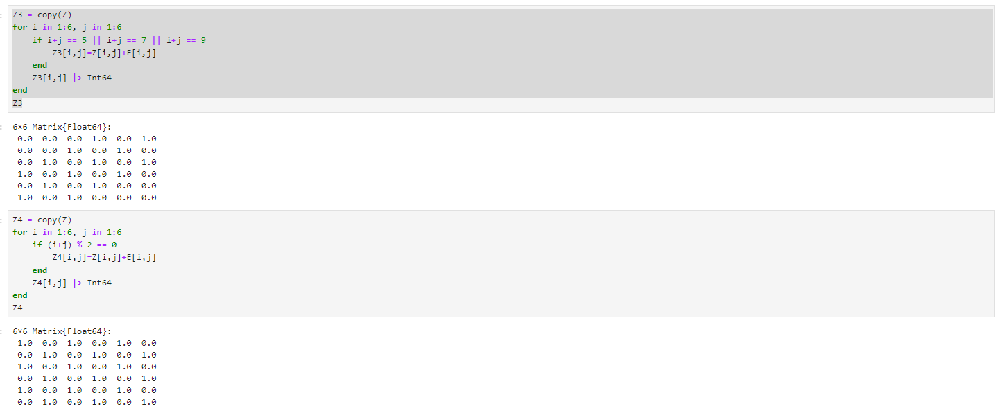 Z3 = copy(Z)
for i in 1:6, j in 1:6
    if i+j == 5 || i+j == 7 || i+j == 9
        Z3[i,j]=Z[i,j]+E[i,j]
    end
    Z3[i,j] |> Int64
end
Z3
6×6 Matrix{Float64}:
 0.0  0.0  0.0  1.0  0.0  1.0
 0.0  0.0  1.0  0.0  1.0  0.0
 0.0  1.0  0.0  1.0  0.0  1.0
 1.0  0.0  1.0  0.0  1.0  0.0
 0.0  1.0  0.0  1.0  0.0  0.0
 1.0  0.0  1.0  0.0  0.0  0.0
Z4 = copy(Z)
for i in 1:6, j in 1:6
    if (i+j) % 2 == 0
        Z4[i,j]=Z[i,j]+E[i,j]
    end
    Z4[i,j] |> Int64
end
Z4
6×6 Matrix{Float64}:
 1.0  0.0  1.0  0.0  1.0  0.0
 0.0  1.0  0.0  1.0  0.0  1.0
 1.0  0.0  1.0  0.0  1.0  0.0
 0.0  1.0  0.0  1.0  0.0  1.0
 1.0  0.0  1.0  0.0  1.0  0.0
 0.0  1.0  0.0  1.0  0.0  1.0